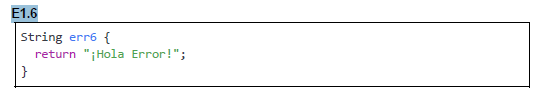 E1.6
String err6 {
  return "¡Hola Error!";
}